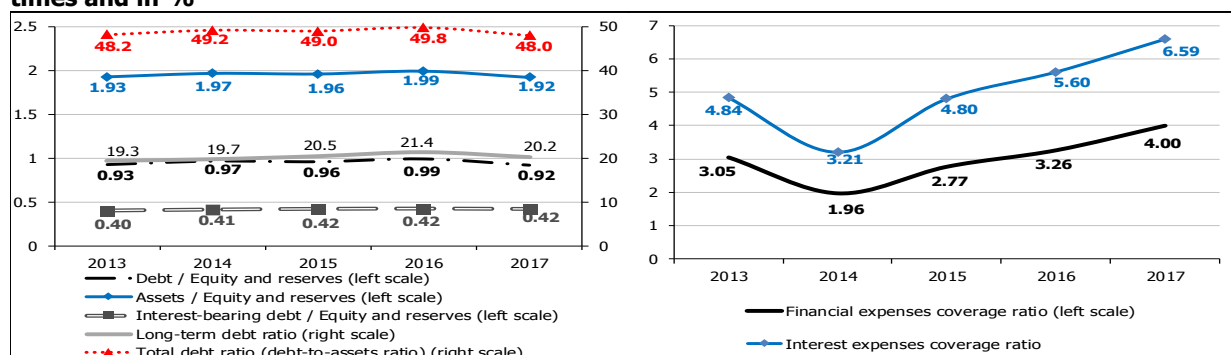 times and in %
2.5 50
48.2 49.2 49.0 49.8 48.0
2 40
1.93 1.97 1.96 1.99 1.92
1.5 30
19.3 19.7 20.5 21.4 20.2
1 20
0.93 0.97 0.96 0.99 0.92
0.5 10
0.40 0.41 0.42 0.42 0.42
0 0
2013 2014 2015 2016 2017
Debt / Equity and reserves (left scale)
Assets / Equity and reserves (left scale)
Interest-bearing debt / Equity and reserves (left scale)
Long-term debt ratio (right scale)
Total debt ratio (debt-to-assets ratio) (right scale)
7
6.59
6
5.60
5
4.84 4.80
4
4.00
3.21 3.26
3
3.05 2.77
2
1.96
1
0
2013 2014 2015 2016 2017
Financial expenses coverage ratio (left scale)
Interest expenses coverage ratio